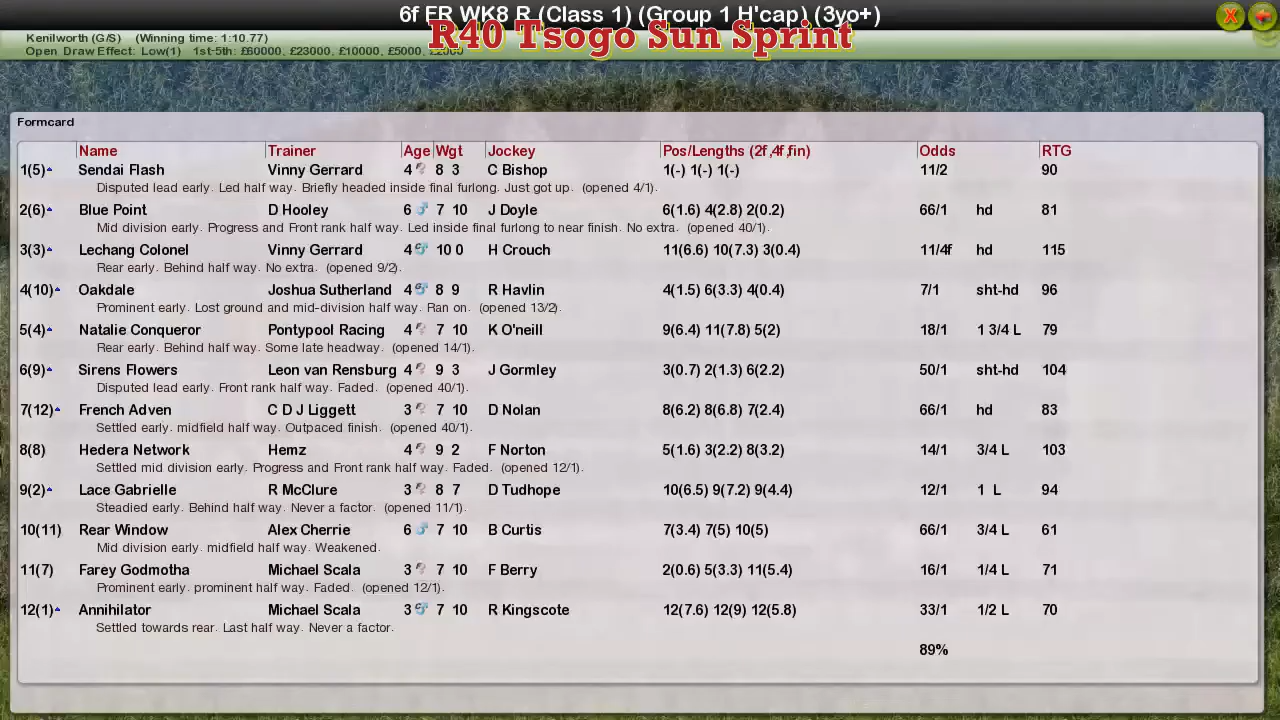 6f FR WK8 R (Class 1) (Group 1 H'cap) (3yo+)
R40 Tsogo Sun Sprint
Kenilworth (G/S) (Winning time: 1:10.77)
Open Draw Effect: Low(1) 1st-5th: £60000, £23000, £10000, £5000, £2500
Formcard
Name Trainer Age Wgt Jockey Pos/Lengths (2f,4f,fin) Odds RTG
1(5) Sendai Flash Vinny Gerrard 4 8 3 C Bishop 1(-) 1(-) 1(-) 11/2 90
Disputed lead early. Led half way. Briefly headed inside final furlong. Just got up. (opened 4/1).
2(6) Blue Point D Hooley 6 7 10 J Doyle 6(1.6) 4(2.8) 2(0.2) 66/1 hd 81
Mid division early. Progress and Front rank half way. Led inside final furlong to near finish. No extra. (opened 40/1).
3(3) Lechang Colonel Vinny Gerrard 4 10 0 H Crouch 11(6.6) 10(7.3) 3(0.4) 11/4f hd 115
Rear early. Behind half way. No extra. (opened 9/2).
4(10) Oakdale Joshua Sutherland 4 8 9 R Havlin 4(1.5) 6(3.3) 4(0.4) 7/1 sht-hd 96
Prominent early. Lost ground and mid-division half way. Ran on. (opened 13/2).
5(4) Natalie Conqueror Pontypool Racing 4 7 10 K O'neill 9(6.4) 11(7.8) 5(2) 18/1 1 3/4 L 79
Rear early. Behind half way. Some late headway. (opened 14/1).
6(9) Sirens Flowers Leon van Rensburg 4 9 3 J Gormley 3(0.7) 2(1.3) 6(2.2) 50/1 sht-hd 104
Disputed lead early. Front rank half way. Faded. (opened 40/1).
7(12) French Adven C D J Liggett 3 7 10 D Nolan 8(6.2) 8(6.8) 7(2.4) 66/1 hd 83
Settled early. midfield half way. Outpaced finish. (opened 40/1).
8(8) Hedera Network Hemz 4 9 2 F Norton 5(1.6) 3(2.2) 8(3.2) 14/1 3/4 L 103
Settled mid division early. Progress and Front rank half way. Faded. (opened 12/1).
9(2) Lace Gabrielle R McClure 3 8 7 D Tudhope 10(6.5) 9(7.2) 9(4.4) 12/1 1 L 94
Steadied early. Behind half way. Never a factor. (opened 11/1).
10(11) Rear Window Alex Cherrie 6 7 10 B Curtis 7(3.4) 7(5) 10(5) 66/1 3/4 L 61
Mid division early. midfield half way. Weakened.
11(7) Farey Godmotha Michael Scala 3 7 10 F Berry 2(0.6) 5(3.3) 11(5.4) 16/1 1/4 L 71
Prominent early. prominent half way. Faded. (opened 12/1).
12(1) Annihilator Michael Scala 3 7 10 R Kingscote 12(7.6) 12(9) 12(5.8) 33/1 1/2 L 70
Settled towards rear. Last half way. Never a factor.
89%